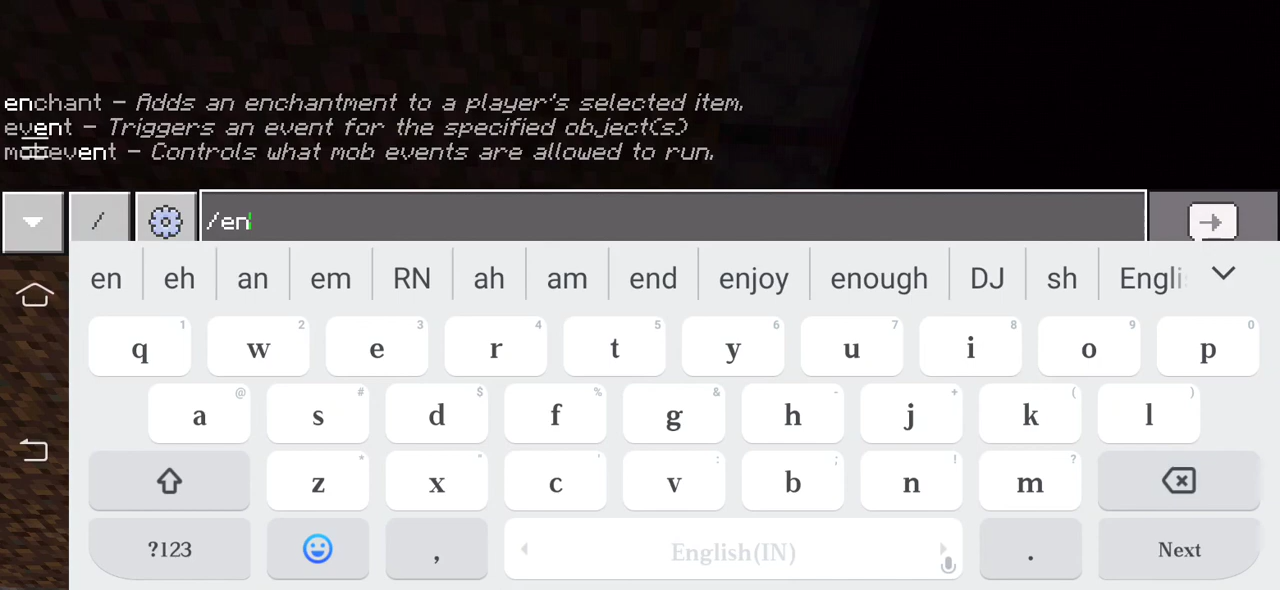 enchant - Adds an enchantment to a player's selected item.
event - Triggers an event for the specified object(s)
mobevent - Controls what mob events are allowed to run.
/ /en
en eh an em RN ah am end enjoy enough DJ sh Engli
q 1 w 2 e 3 r 4 t 5 y 6 u 7 i 8 o 9 p 0
a @ s # d $ f % g & h - j + k ( l )
z * x " c ' v : b ; n ! m ?
?123 , English(IN) . Next